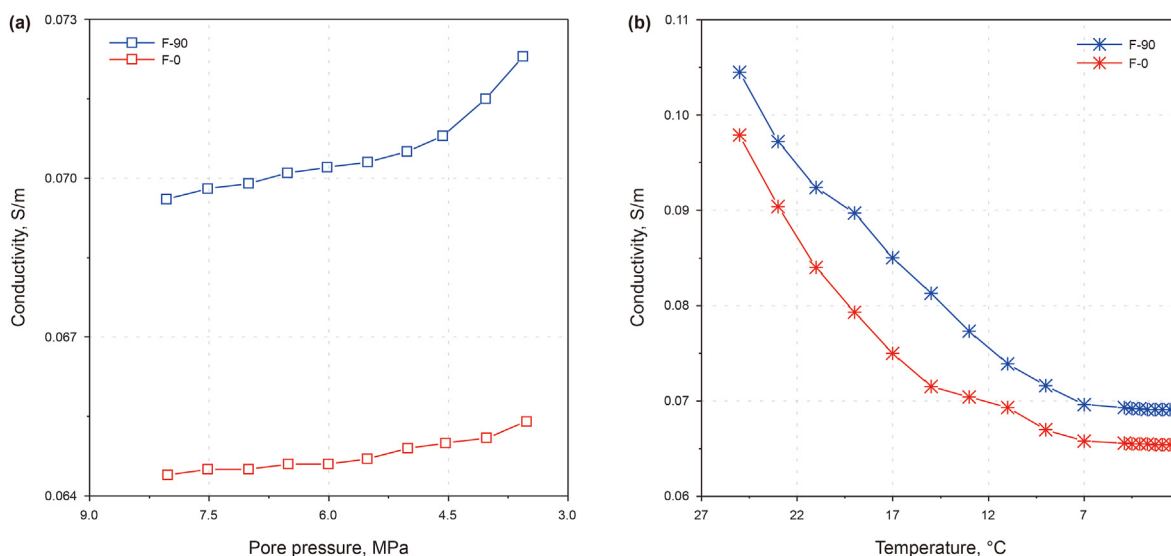 (a)
0.073
0.070
0.067
0.064
Conductivity, S/m
F-90
F-0
9.0 7.5 6.0 4.5 3.0
Pore pressure, MPa
(b)
0.11
0.10
0.09
0.08
0.07
0.06
Conductivity, S/m
F-90
F-0
27 22 17 12 7
Temperature, °C